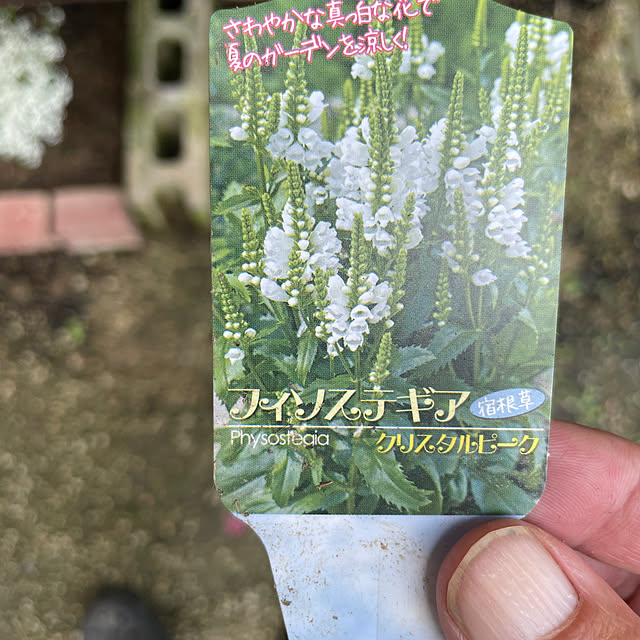 さわやかな真っ白な花で
夏のガーデンを涼しく!
フイソステギア 宿根草
Physostegia クリスタルピーク